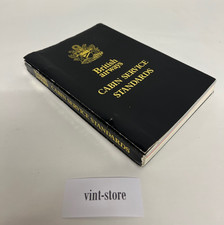 British
airways
CABIN SERVICE
STANDARDS
CABIN SERVICE STANDARDS
vint-store